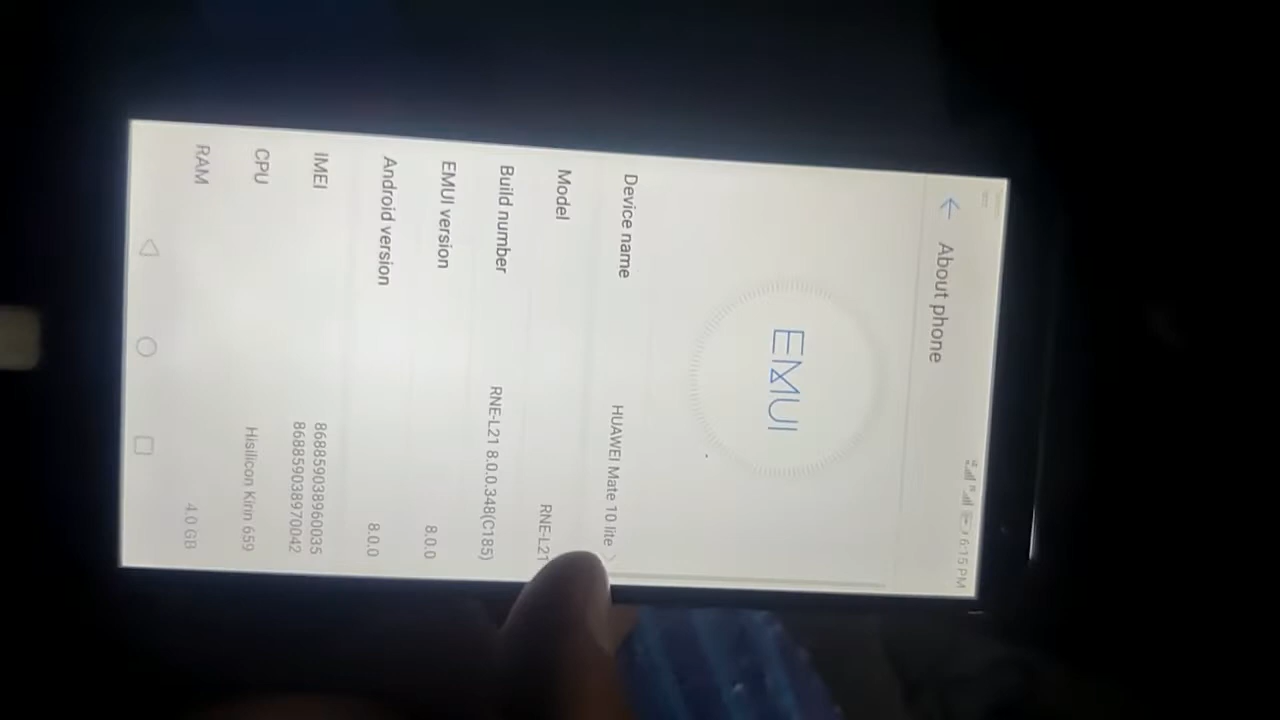 6:15 PM
About phone
EMUI
Device name HUAWEI Mate 10 lite
Model RNE-L21
Build number RNE-L21 8.0.0.348(C185)
EMUI version 8.0.0
Android version 8.0.0
IMEI 868859038960035
868859038970042
CPU Hisilicon Kirin 659
RAM 4.0 GB